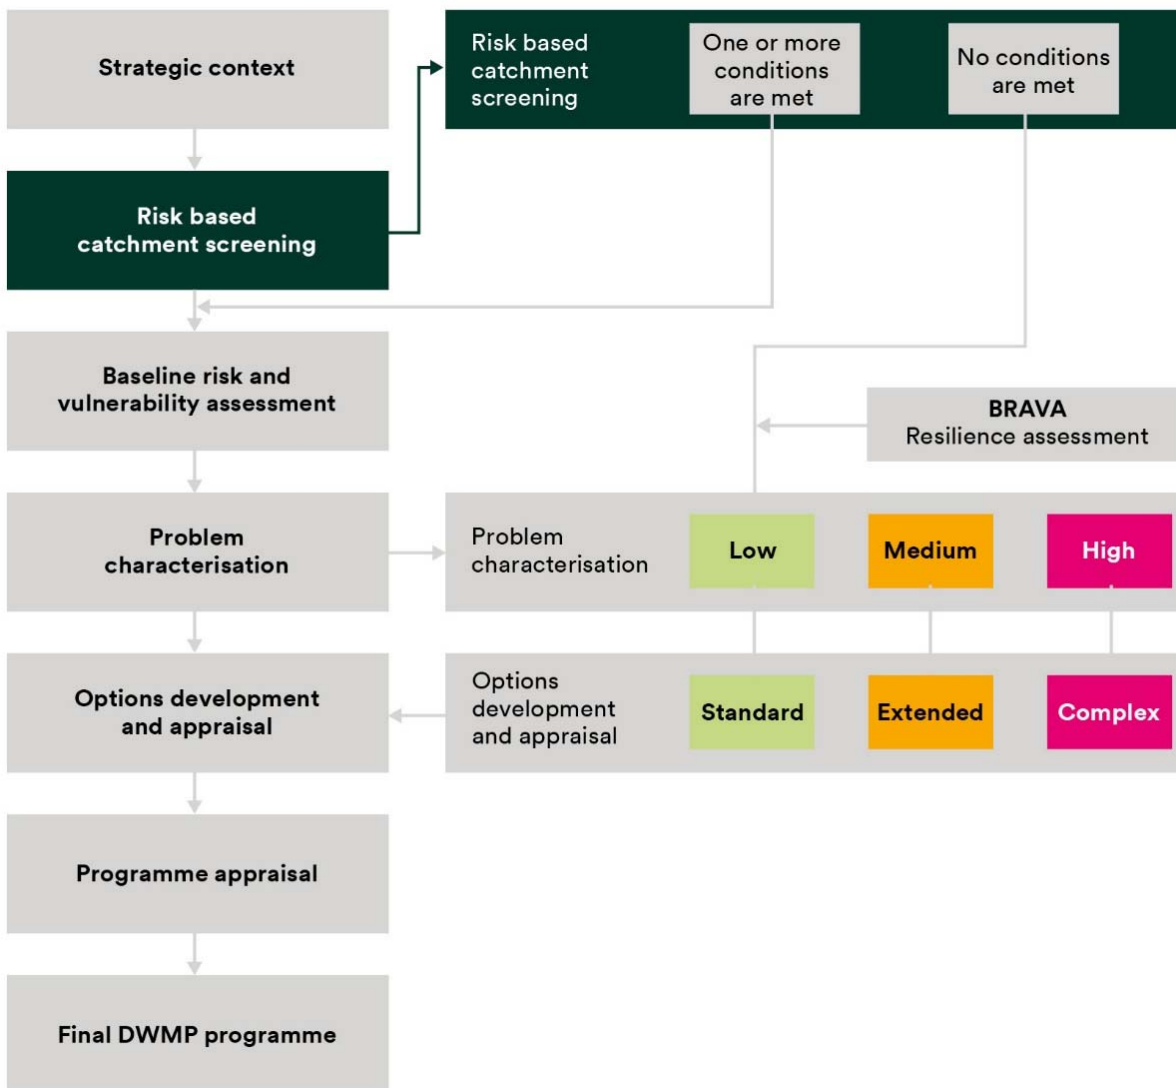 Strategic context
Risk based
catchment screening
Risk based
catchment
screening
One or more
conditions
are met
No conditions
are met
Baseline risk and
vulnerability assessment
BRAVA
Resilience assessment
Problem
characterisation
Problem
characterisation
Low
Medium
High
Options development
and appraisal
Options
development
and appraisal
Standard
Extended
Complex
Programme appraisal
Final DWMP programme